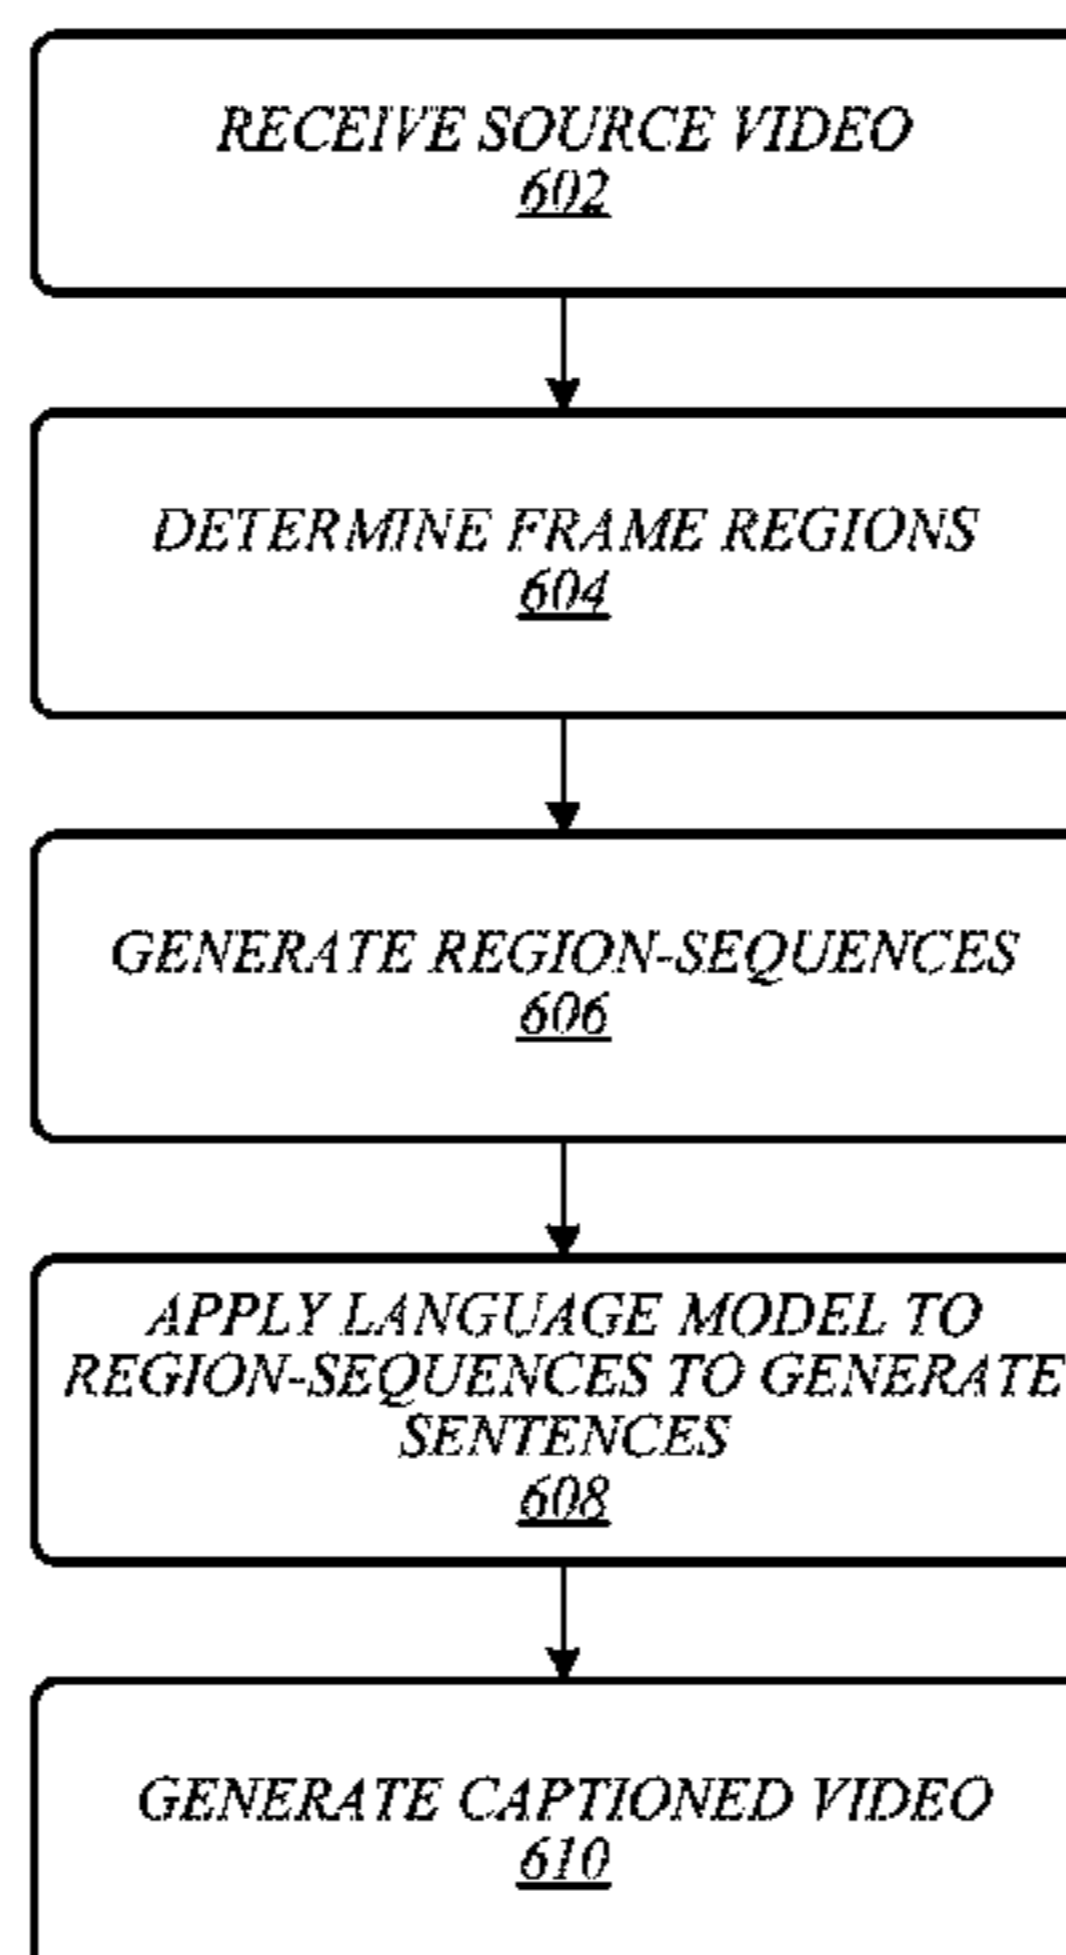 RECEIVE SOURCE VIDEO
602
DETERMINE FRAME REGIONS
604
GENERATE REGION-SEQUENCES
606
APPLY LANGUAGE MODEL TO
REGION-SEQUENCES TO GENERATE
SENTENCES
608
GENERATE CAPTIONED VIDEO
610